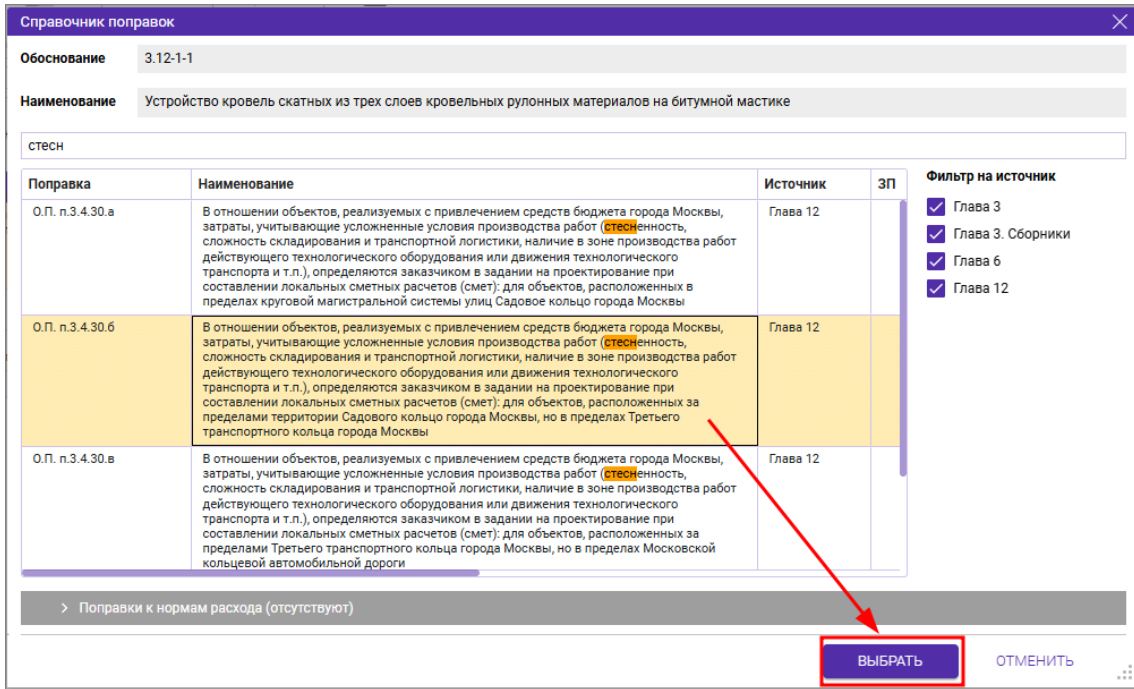 Справочник поправок
Обоснование 3.12-1-1
Наименование Устройство кровель скатных из трех слоев кровельных рулонных материалов на битумной мастике
стесн
Поправка Наименование Источник ЗП
О.П. п.3.4.30.а В отношении объектов, реализуемых с привлечением средств бюджета города Москвы, Глава 12
затраты, учитывающие усложненные условия производства работ (стесненность,
сложность складирования и транспортной логистики, наличие в зоне производства работ
действующего технологического оборудования или движения технологического
транспорта и т.п.), определяются заказчиком в задании на проектирование при
составлении локальных сметных расчетов (смет): для объектов, расположенных в
пределах круговой магистральной системы улиц Садовое кольцо города Москвы
О.П. п.3.4.30.б В отношении объектов, реализуемых с привлечением средств бюджета города Москвы, Глава 12
затраты, учитывающие усложненные условия производства работ (стесненность,
сложность складирования и транспортной логистики, наличие в зоне производства работ
действующего технологического оборудования или движения технологического
транспорта и т.п.), определяются заказчиком в задании на проектирование при
составлении локальных сметных расчетов (смет): для объектов, расположенных за
пределами территории Садового кольцо города Москвы, но в пределах Третьего
транспортного кольца города Москвы
О.П. п.3.4.30.в В отношении объектов, реализуемых с привлечением средств бюджета города Москвы, Глава 12
затраты, учитывающие усложненные условия производства работ (стесненность,
сложность складирования и транспортной логистики, наличие в зоне производства работ
действующего технологического оборудования или движения технологического
транспорта и т.п.), определяются заказчиком в задании на проектирование при
составлении локальных сметных расчетов (смет): для объектов, расположенных за
пределами Третьего транспортного кольца города Москвы, но в пределах Московской
кольцевой автомобильной дороги
Фильтр на источник
Глава 3
Глава 3. Сборники
Глава 6
Глава 12
Поправки к нормам расхода (отсутствуют)
ВЫБРАТЬ ОТМЕНИТЬ